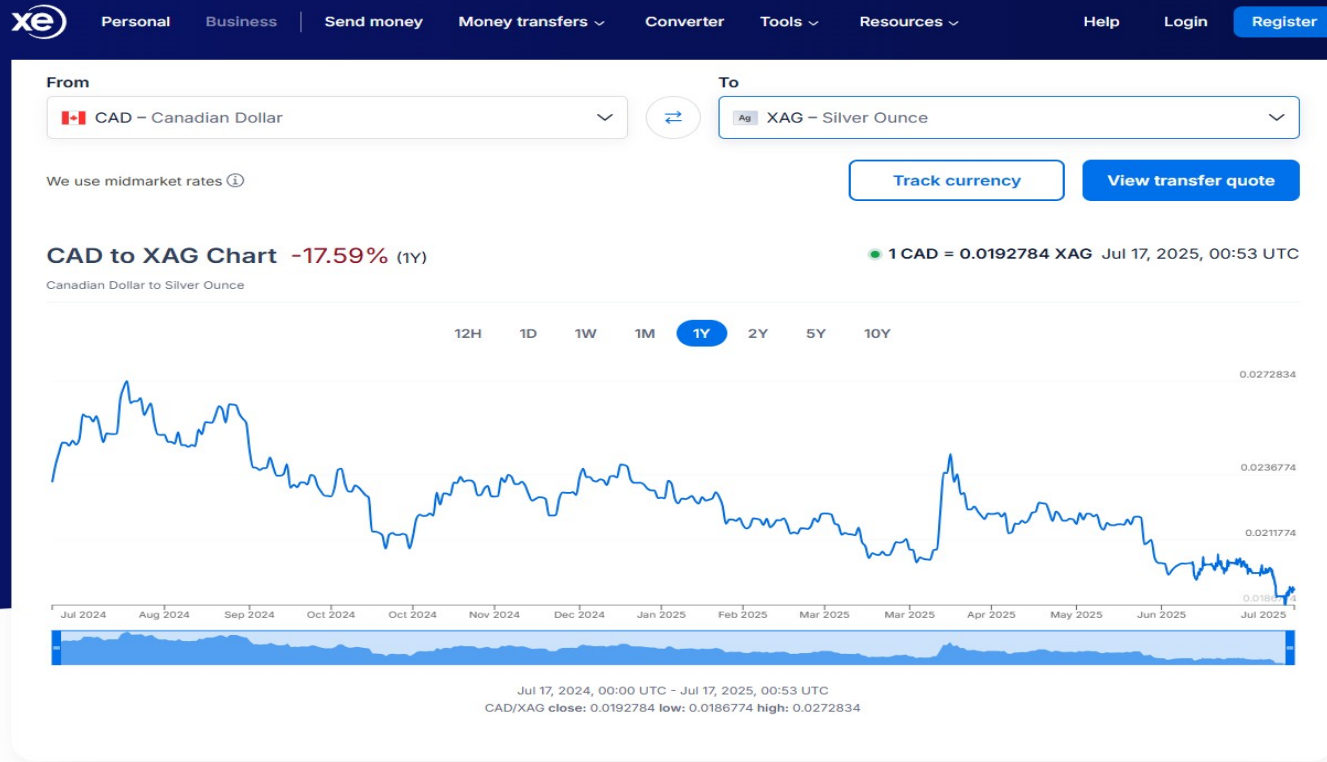 xe Personal Business Send money Money transfers Converter Tools Resources Help Login Register
From To
CAD – Canadian Dollar Ag XAG – Silver Ounce
We use midmarket rates Track currency View transfer quote
CAD to XAG Chart -17.59% (1Y) 1 CAD = 0.0192784 XAG Jul 17, 2025, 00:53 UTC
Canadian Dollar to Silver Ounce
12H 1D 1W 1M 1Y 2Y 5Y 10Y
0.0272834
0.0236774
0.0211774
Jul 2024 Aug 2024 Sep 2024 Oct 2024 Oct 2024 Nov 2024 Dec 2024 Jan 2025 Feb 2025 Mar 2025 Mar 2025 Apr 2025 May 2025 Jun 2025 Jul 2025
Jul 17, 2024, 00:00 UTC - Jul 17, 2025, 00:53 UTC
CAD/XAG close: 0.0192784 low: 0.0186774 high: 0.0272834